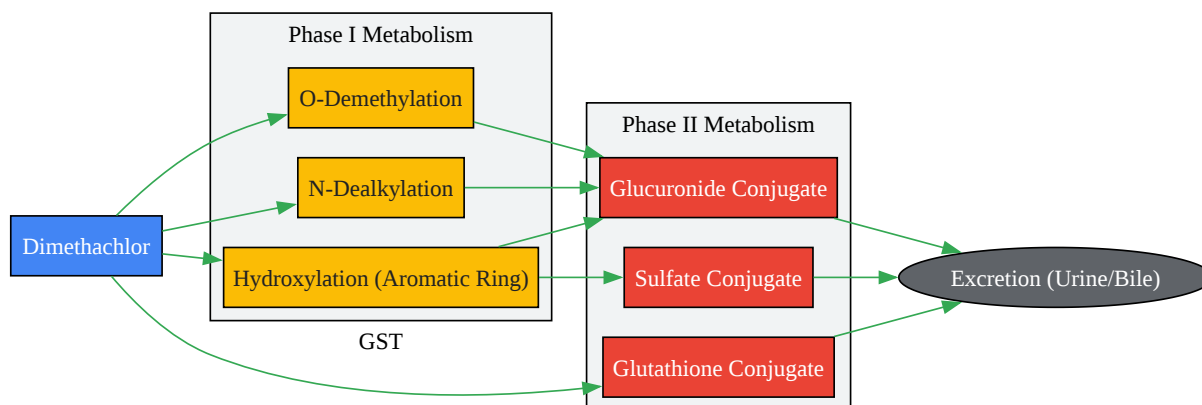 Phase I Metabolism
O-Demethylation
Phase II Metabolism
N-Dealkylation
Glucuronide Conjugate
Dimethachlor
Hydroxylation (Aromatic Ring)
Sulfate Conjugate
Excretion (Urine/Bile)
GST
Glutathione Conjugate